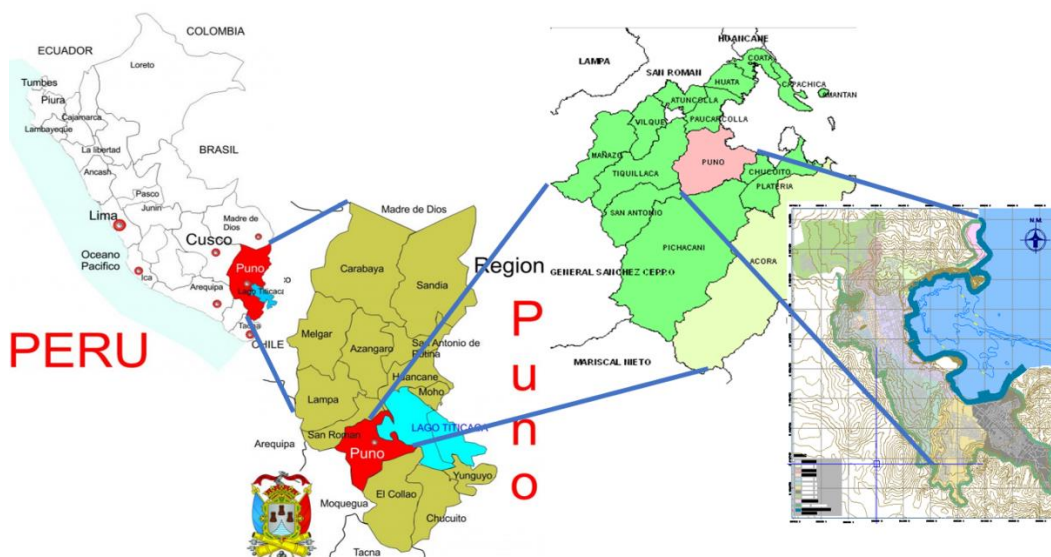 COLOMBIA
ECUADOR
Loreto
Tumbes
Piura
Cajamarca
Lambayeque
La libertad
BRASIL
Ancash
Pasco
Junin
Lima
Madre de
Dios
Cusco
Oceano
Pacifico
Puno
Ica
Lago Titicaca
Arequipa
Tacna
CHILE
PERU
Madre de Dios
Carabaya
Sandia
Melgar
Azangaro
San Antonio de
Putina
Huancane
Moho
Lampa
LAGO TITICACA
San Roman
Arequipa
Puno
Yunguyo
El Collao
Moquegua
Chucuito
Tacna
Region
P
u
n
o
HUANCANE
LAMPA
COATA
SAN ROMAN
HUATA
CAPACHICA
AMANTAN
ATUNCOLLA
VILQUE
PAUCARCOLLA
MAÑAZO
PUNO
TIQUILLACA
CHUCUITO
PLATERIA
SAN ANTONIO
PICHACANI
ACORA
GENERAL SANCHEZ CERRO
MARISCAL NIETO
N.M.